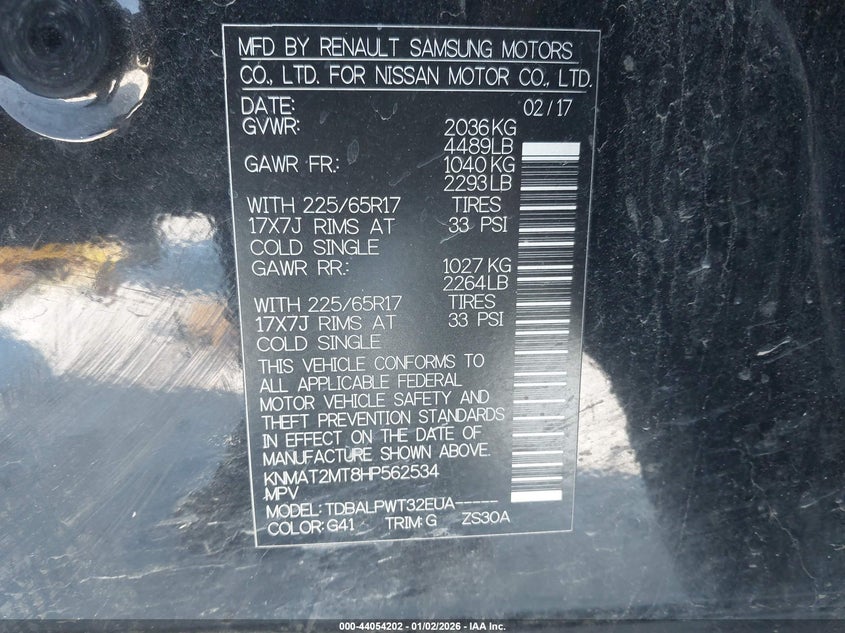 MFD BY RENAULT SAMSUNG MOTORS
CO., LTD. FOR NISSAN MOTOR CO., LTD.
DATE: 02/17
GVWR: 2036 KG
4489LB
GAWR FR.: 1040 KG
2293 LB
WITH 225/65R17 TIRES
17X7J RIMS AT 33 PSI
COLD SINGLE
GAWR RR.: 1027 KG
2264LB
WITH 225/65R17 TIRES
17X7J RIMS AT 33 PSI
COLD SINGLE
THIS VEHICLE CONFORMS TO
ALL APPLICABLE FEDERAL
MOTOR VEHICLE SAFETY AND
THEFT PREVENTION STANDARDS
IN EFFECT ON THE DATE OF
MANUFACTURE SHOWN ABOVE.
KNMAT2MT8HP562534
MPV
MODEL: TDBALPWT32EUA-----
COLOR: G41 TRIM: G ZS30A
000-44054202 - 01/02/2026 - IAA Inc.